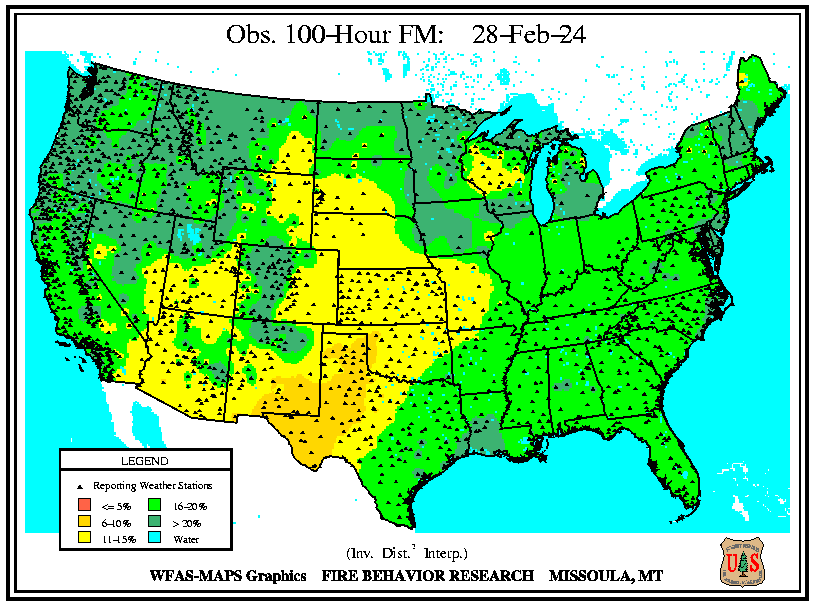 Obs. 100-Hour FM: 28-Feb-24
LEGEND
Reporting Weather Stations
<= 5% 16-20%
6-10% > 20%
11-15% Water
(Inv. Dist.² Interp.)
WFAS-MAPS Graphics FIRE BEHAVIOR RESEARCH MISSOULA, MT
U S